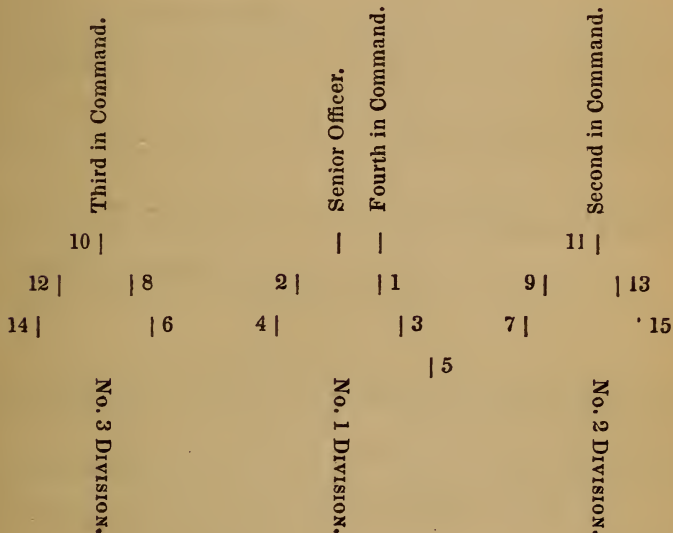 Third in Command.
Senior Officer.
Fourth in Command.
Second in Command.
10 | | | 11 |
12 | | 8 2 | | 1 9 | | 13
14 | | 6 4 | | 3 7 | 15
| 5
No. 3 DIVISION.
No. 1 DIVISION.
No. 2 DIVISION.